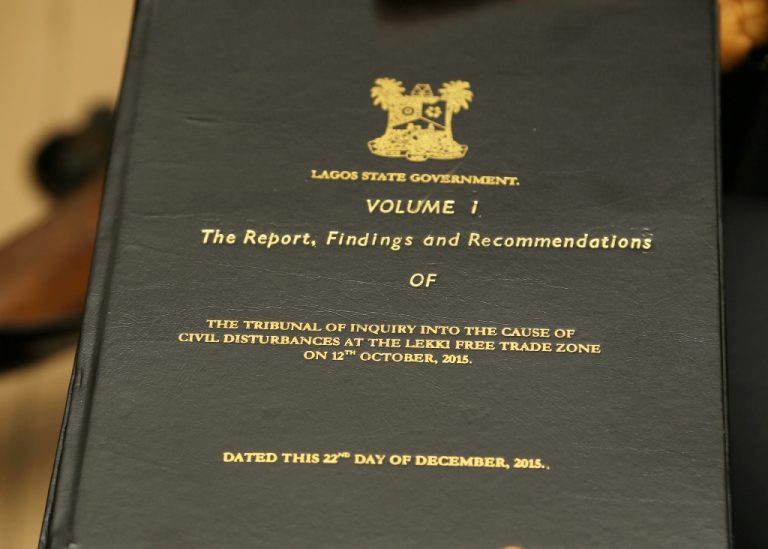 LAGOS STATE GOVERNMENT.
VOLUME I
The Report, Findings and Recommendations
OF
THE TRIBUNAL OF INQUIRY INTO THE CAUSE OF
CIVIL DISTURBANCES AT THE LEKKI FREE TRADE ZONE
ON 12TH OCTOBER, 2015.
DATED THIS 22ND DAY OF DECEMBER, 2015..